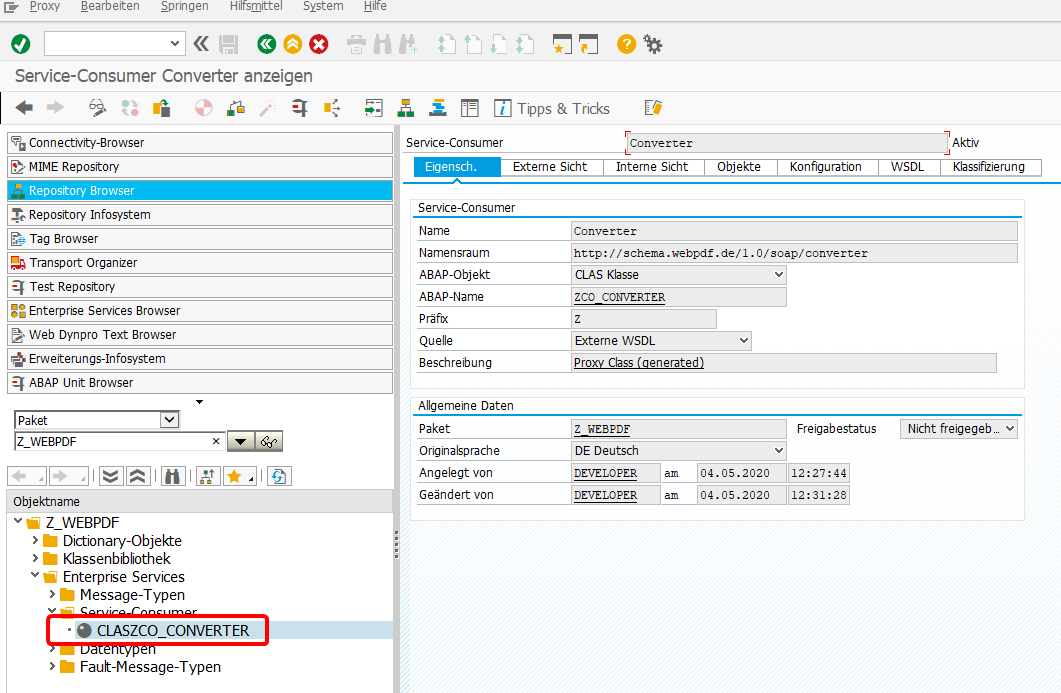 Proxy Bearbeiten Springen Hilfsmittel System Hilfe
Service-Consumer Converter anzeigen
Tipps & Tricks
Connectivity-Browser
MIME Repository
Repository Browser
Repository Infosystem
Tag Browser
Transport Organizer
Test Repository
Enterprise Services Browser
Web Dynpro Text Browser
Erweiterungs-Infosystem
ABAP Unit Browser
Paket
Z_WEBPDF
Objektname
Z_WEBPDF
Dictionary-Objekte
Klassenbibliothek
Enterprise Services
Message-Typen
Service-Consumer
CLASZCO_CONVERTER
Datentypen
Fault-Message-Typen
Service-Consumer Converter Aktiv
Eigensch. Externe Sicht Interne Sicht Objekte Konfiguration WSDL Klassifizierung
Service-Consumer
Name Converter
Namensraum http://schema.webpdf.de/1.0/soap/converter
ABAP-Objekt CLAS Klasse
ABAP-Name ZCO_CONVERTER
Präfix Z
Quelle Externe WSDL
Beschreibung Proxy Class (generated)
Allgemeine Daten
Paket Z_WEBPDF Freigabestatus Nicht freigegeb...
Originalsprache DE Deutsch
Angelegt von DEVELOPER am 04.05.2020 12:27:44
Geändert von DEVELOPER am 04.05.2020 12:31:28